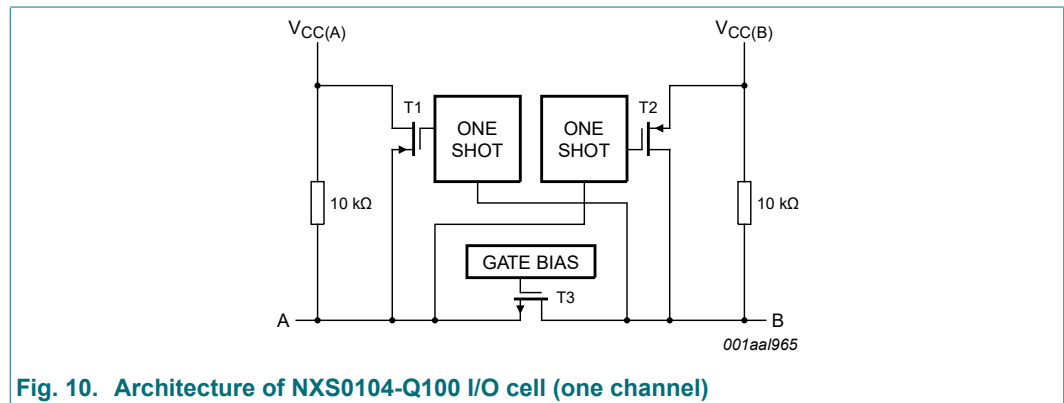 VCC(A)
VCC(B)
T1
T2
ONE
SHOT
ONE
SHOT
10 kΩ
10 kΩ
GATE BIAS
T3
A
B
001aal965
Fig. 10. Architecture of NXS0104-Q100 I/O cell (one channel)